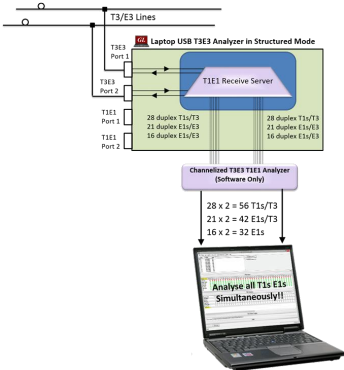 T3/E3 Lines
GL Laptop USB T3E3 Analyzer in Structured Mode
T3E3
Port 1
T3E3
Port 2
T1E1
Port 1
T1E1
Port 2
T1E1 Receive Server
28 duplex T1s/T3
21 duplex E1s/E3
16 duplex E1s/E3
28 duplex T1s/T3
21 duplex E1s/E3
16 duplex E1s/E3
Channelized T3E3 T1E1 Analyzer
(Software Only)
28 x 2 = 56 T1s/T3
21 x 2 = 42 E1s/T3
16 x 2 = 32 E1s
Analyse all T1s E1s
Simultaneously!!